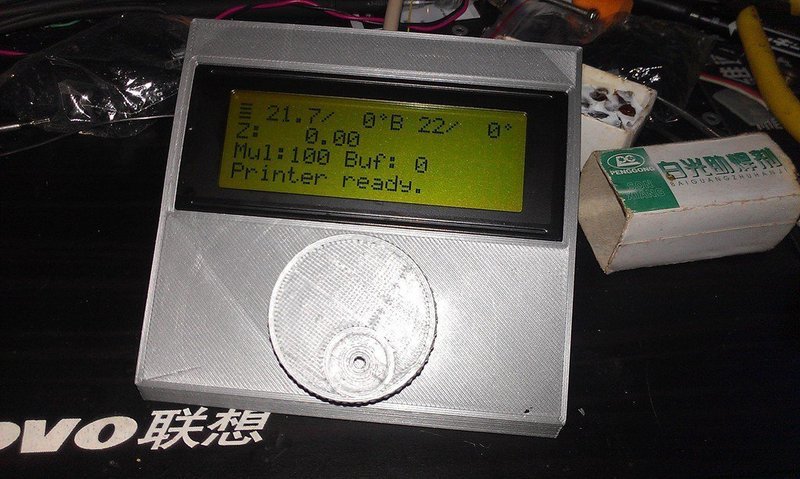 21.7/ 0°B 22/ 0°
Z: 0.00
Mul:100 Buf: 0
Printer ready.
PENGGONG
白光助焊剂
BAIGUANGZHUHANJI
ovo联想